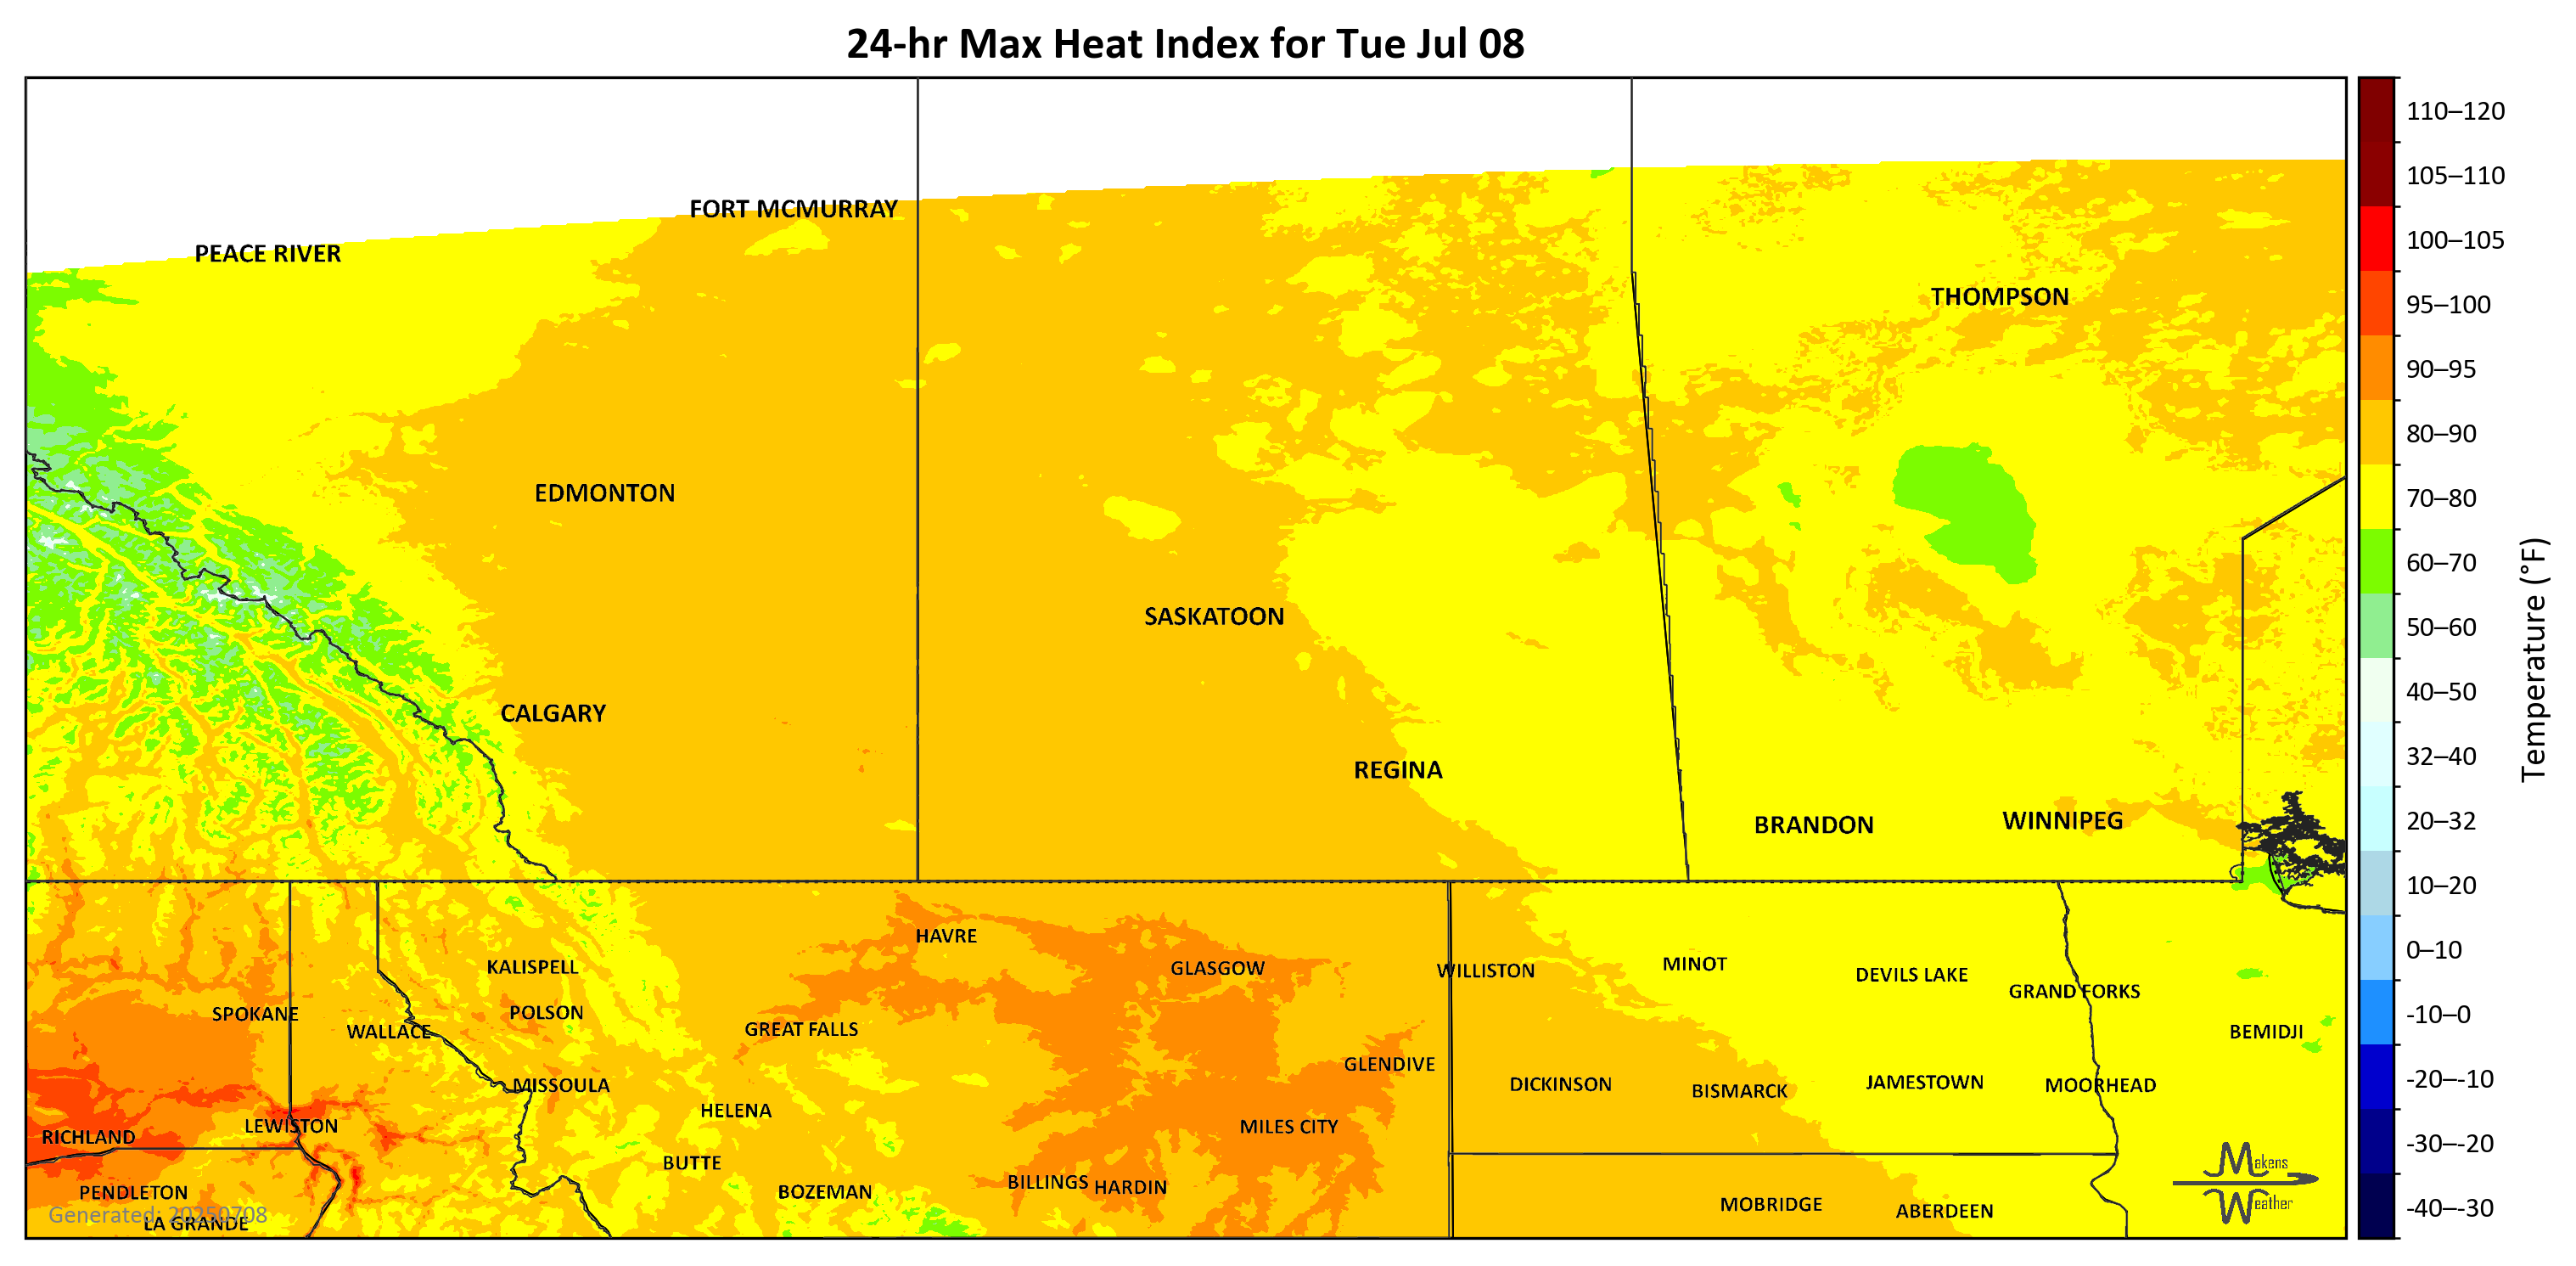 24-hr Max Heat Index for Tue Jul 08
FORT MCMURRAY
PEACE RIVER
THOMPSON
EDMONTON
SASKATOON
CALGARY
REGINA
BRANDON
WINNIPEG
HAVRE
KALISPELL
GLASGOW
WILLISTON
MINOT
DEVILS LAKE
GRAND FORKS
SPOKANE
POLSON
WALLACE
GREAT FALLS
BEMIDJI
GLENDIVE
MISSOULA
DICKINSON
BISMARCK
JAMESTOWN
MOORHEAD
HELENA
LEWISTON
MILES CITY
RICHLAND
BUTTE
PENDLETON
BOZEMAN
BILLINGS
HARDIN
MOBRIDGE
ABERDEEN
LA GRANDE
Generated: 20250708
Makens
Weather
110–120
105–110
100–105
95–100
90–95
80–90
70–80
60–70
50–60
40–50
32–40
20–32
10–20
0–10
-10–0
-20–-10
-30–-20
-40–-30
Temperature (°F)